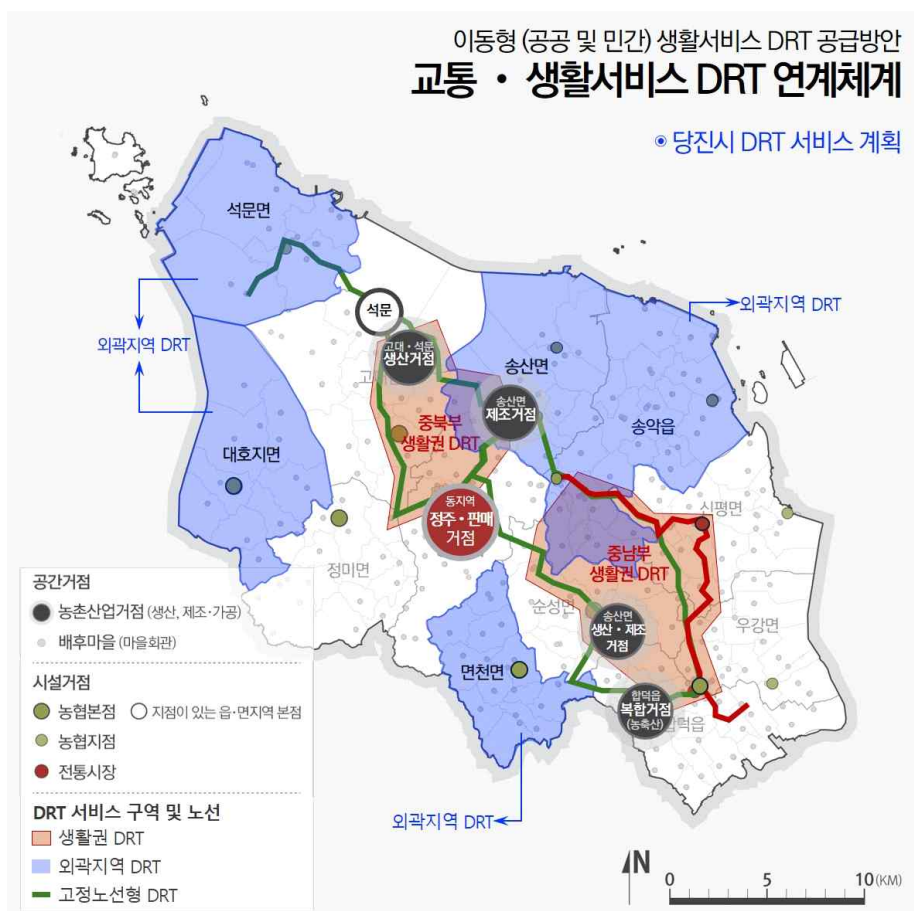 이동형 (공공 및 민간) 생활서비스 DRT 공급방안
교통 • 생활서비스 DRT 연계체계
당진시 DRT 서비스 계획
석문면
외곽지역 DRT
석문
외곽지역 DRT
고대·석문
생산거점
송산면
송산면
제조거점
송악읍
중북부
생활권 DRT
대호지면
동지역
정주·판매
거점
신평면
중남부
생활권 DRT
정미면
순성면
송산면
생산·제조
거점
우강면
면천면
합덕읍
복합거점
(농축산)
외곽지역 DRT
공간거점
농촌산업거점 (생산, 제조·가공)
배후마을 (마을회관)
시설거점
농협본점
지점이 있는 읍·면지역 본점
농협지점
전통시장
DRT 서비스 구역 및 노선
생활권 DRT
외곽지역 DRT
고정노선형 DRT
N
0 5 10 (KM)